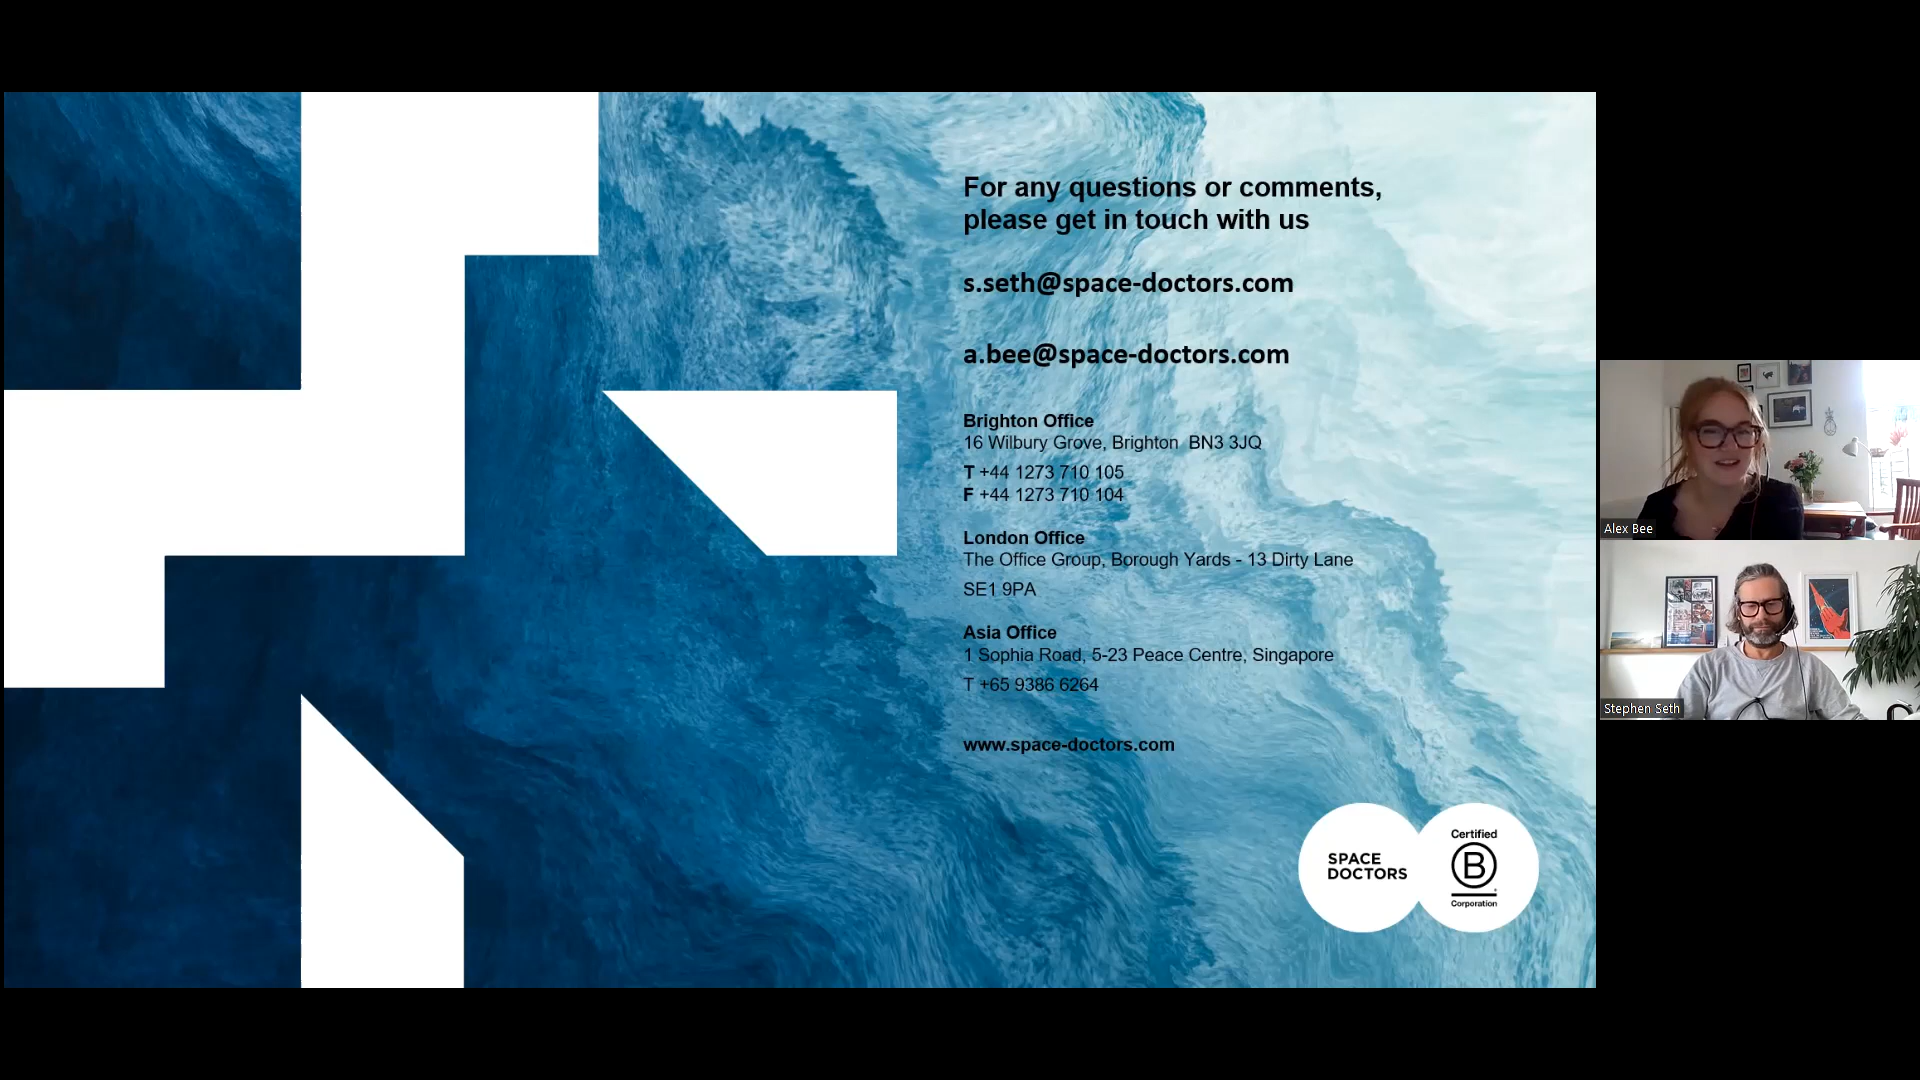 For any questions or comments,
please get in touch with us
s.seth@space-doctors.com
a.bee@space-doctors.com
Brighton Office
16 Wilbury Grove, Brighton  BN3 3JQ
T +44 1273 710 105
F +44 1273 710 104
London Office
The Office Group, Borough Yards - 13 Dirty Lane
SE1 9PA
Asia Office
1 Sophia Road, 5-23 Peace Centre, Singapore
T +65 9386 6264
www.space-doctors.com
SPACE
DOCTORS
Certified
B
Corporation
Alex Bee
Stephen Seth